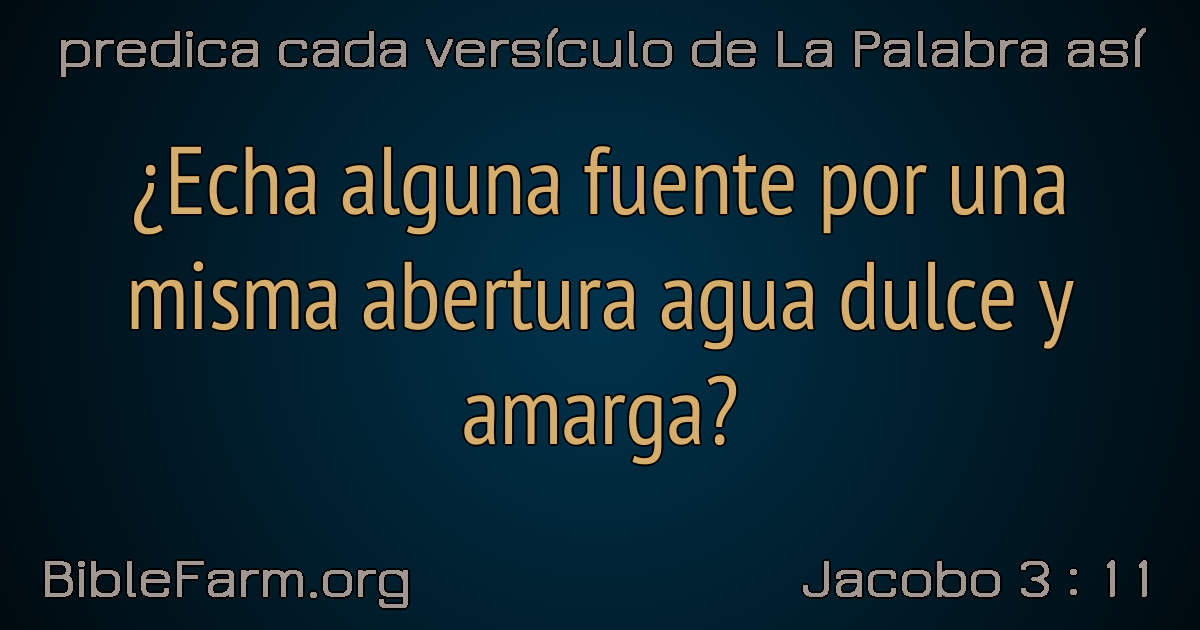 predica cada versículo de La Palabra así
¿Echa alguna fuente por una
misma abertura agua dulce y
amarga?
BibleFarm.org
Jacobo 3 : 11